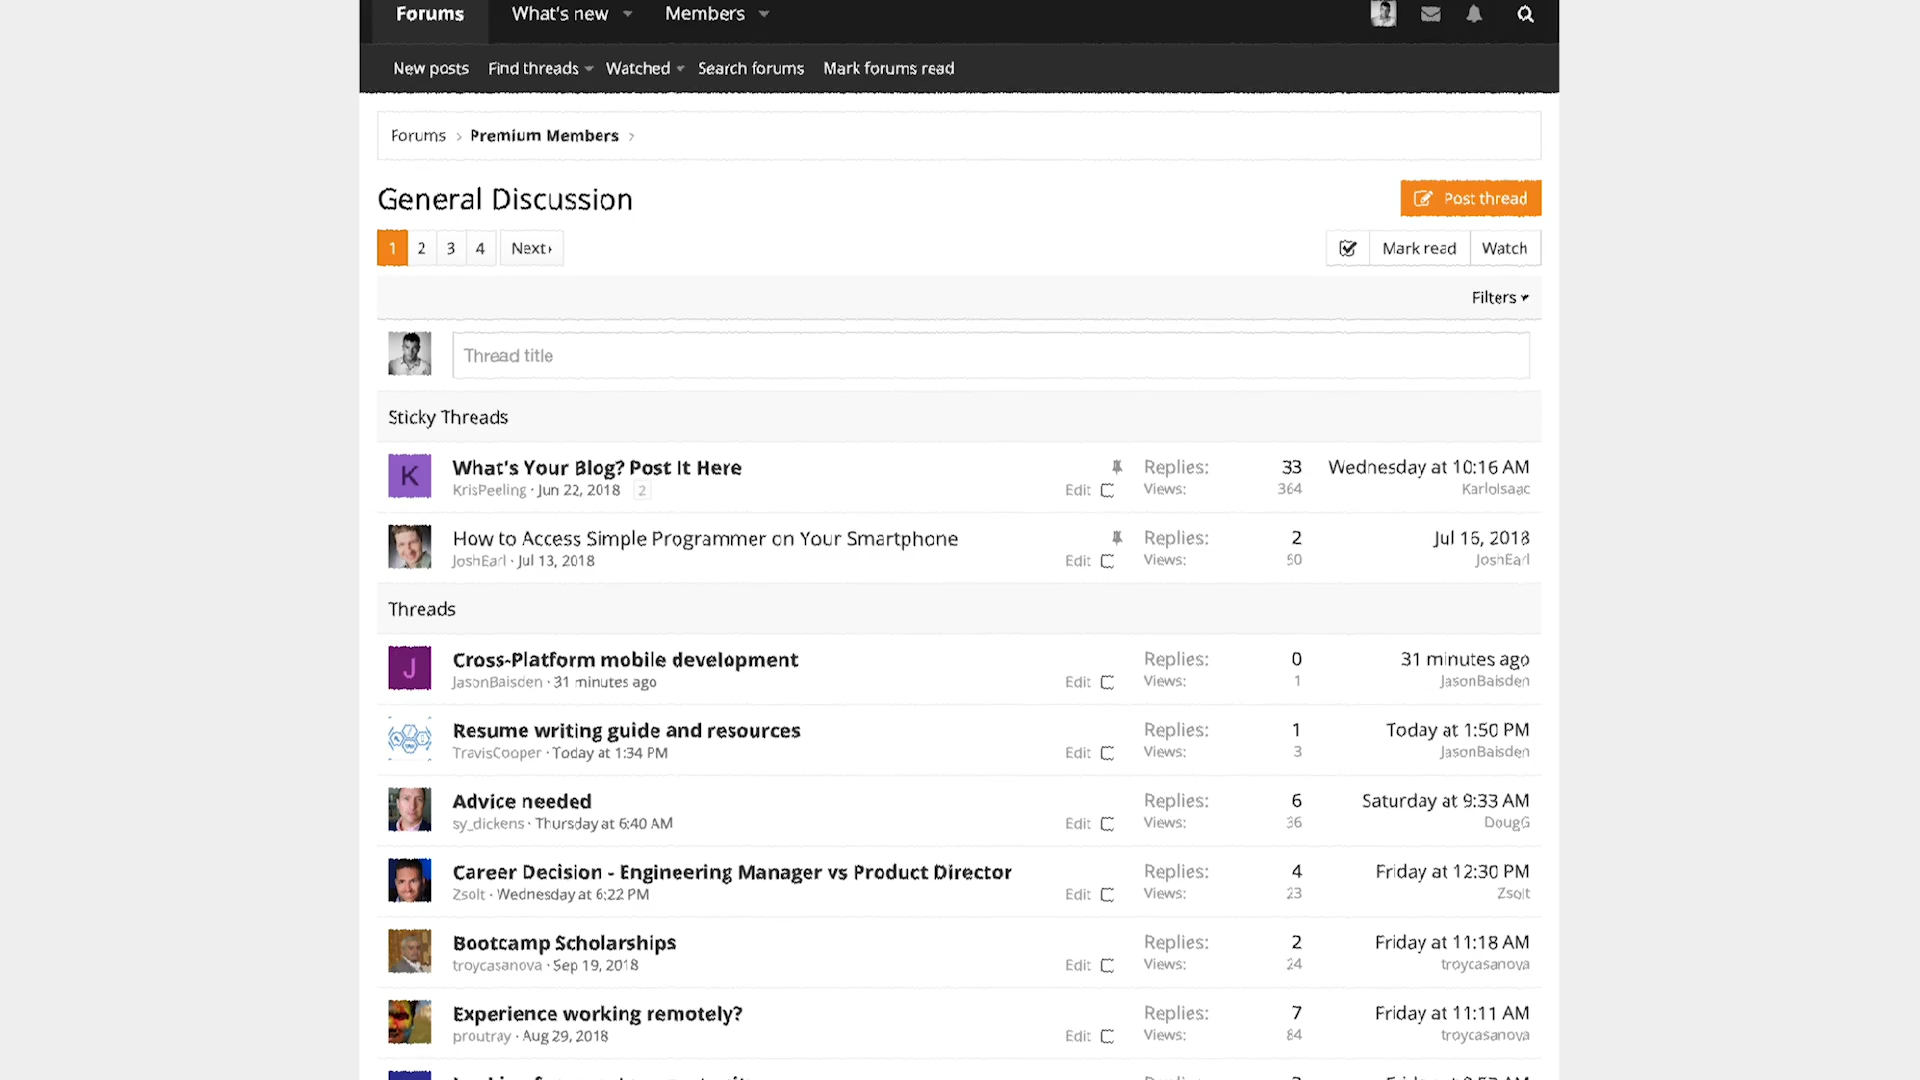 Forums What's new Members
New posts Find threads Watched Search forums Mark forums read
Forums › Premium Members ›
General Discussion
Post thread
1 2 3 4 Next›
Mark read Watch
Filters
Thread title
Sticky Threads
K
What's Your Blog? Post It Here
Replies: 33 Wednesday at 10:16 AM
KrisPeeling · Jun 22, 2018 2
Edit Views: 364 KarloIsaac
How to Access Simple Programmer on Your Smartphone
Replies: 2 Jul 16, 2018
JoshEarl · Jul 13, 2018
Edit Views: 50 JoshEarl
Threads
J
Cross-Platform mobile development
Replies: 0 31 minutes ago
JasonBaisden · 31 minutes ago
Edit Views: 1 JasonBaisden
Resume writing guide and resources
Replies: 1 Today at 1:50 PM
TravisCooper · Today at 1:34 PM
Edit Views: 3 JasonBaisden
Advice needed
Replies: 6 Saturday at 9:33 AM
sy_dickens · Thursday at 6:40 AM
Edit Views: 36 DougG
Career Decision - Engineering Manager vs Product Director
Replies: 4 Friday at 12:30 PM
Zsolt · Wednesday at 6:22 PM
Edit Views: 23 Zsolt
Bootcamp Scholarships
Replies: 2 Friday at 11:18 AM
troycasanova · Sep 19, 2018
Edit Views: 24 troycasanova
Experience working remotely?
Replies: 7 Friday at 11:11 AM
proutray · Aug 29, 2018
Edit Views: 84 troycasanova